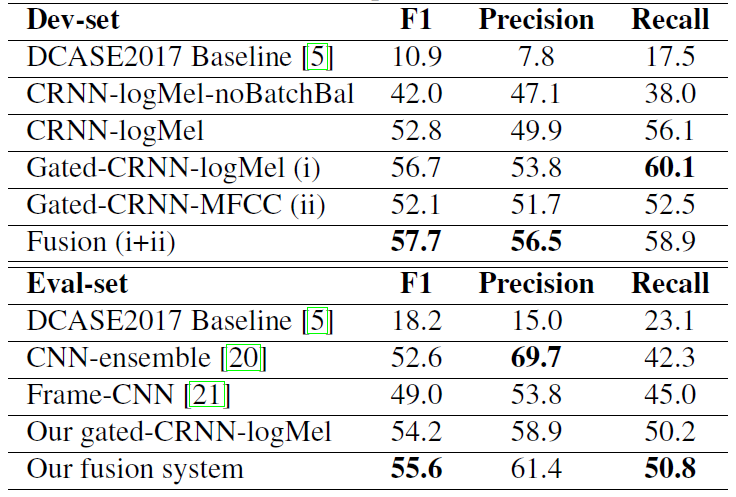 Dev-set F1 Precision Recall
DCASE2017 Baseline [5] 10.9 7.8 17.5
CRNN-logMel-noBatchBal 42.0 47.1 38.0
CRNN-logMel 52.8 49.9 56.1
Gated-CRNN-logMel (i) 56.7 53.8 60.1
Gated-CRNN-MFCC (ii) 52.1 51.7 52.5
Fusion (i+ii) 57.7 56.5 58.9
Eval-set F1 Precision Recall
DCASE2017 Baseline [5] 18.2 15.0 23.1
CNN-ensemble [20] 52.6 69.7 42.3
Frame-CNN [21] 49.0 53.8 45.0
Our gated-CRNN-logMel 54.2 58.9 50.2
Our fusion system 55.6 61.4 50.8